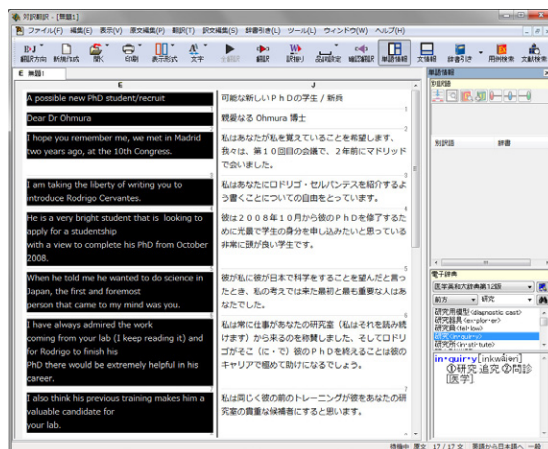 対訳翻訳 - [無題1]
ファイル(F) 編集(E) 表示(V) 原文編集(P) 翻訳(T) 訳文編集(S) 辞書引き(L) ツール(L) ウィンドウ(W) ヘルプ(H)
翻訳方向 新規作成 開く 印刷 表示形式 文字 全翻訳 翻訳 訳振り 品詞設定 確認翻訳 単語情報 文情報 辞書引き 用例検索 文献検索
E 無題1
E J
A possible new PhD student/recruit
可能な新しいＰｈＤの学生 / 新兵
Dear Dr Ohmura
親愛なる Ohmura 博士
I hope you remember me, we met in Madrid
two years ago, at the 10th Congress.
私はあなたが私を覚えていることを希望します、
我々は、第１０回目の会議で、２年前にマドリッド
で会いました。
I am taking the liberty of writing you to
introduce Rodrigo Cervantes.
私はあなたにロドリゴ・セルバンテスを紹介するよ
う書くことについての自由をとっています。
He is a very bright student that is looking to
apply for a studentship
with a view to complete his PhD from October
2008.
彼は２００８年１０月から彼のＰｈＤを修了するた
めに光景で学生の身分を申し込みたいと思っている
非常に頭が良い学生です。
When he told me he wanted to do science in
Japan, the first and foremost
person that came to my mind was you.
彼が私に彼が日本で科学をすることを望んだと言っ
たとき、私の考えでは来た最初と最も重要な人はあ
なたでした。
I have always admired the work
coming from your lab (I keep reading it) and
for Rodrigo to finish his
PhD there would be extremely helpful in his
career.
私は常に仕事があなたの研究室（私はそれを読み続
けます）から来るのを称賛しました、そしてロドリ
ゴがそこ（に・で）彼のＰｈＤを終えることは彼の
キャリアで極めて助けになるでしょう。
I also think his previous training makes him a
valuable candidate for
your lab.
私は同じく彼の前のトレーニングが彼をあなたの研
究室の貴重な候補者にすると思います。
単語情報
別訳語
別訳語 辞書
電子辞典
医学英和大辞典第12版
前方 研究
研究用模型 (diagnostic cast)
研究器具 (ex・plor・er)
研究員 (fel・low)
研究 (in・quir・y)
研究所 (in・sti・tute)
in・quir・y [inkwáiəri]
①研究 追究 ②問診
[医学]
待機中 原文 17 / 17 文 英語から日本語へ 一般